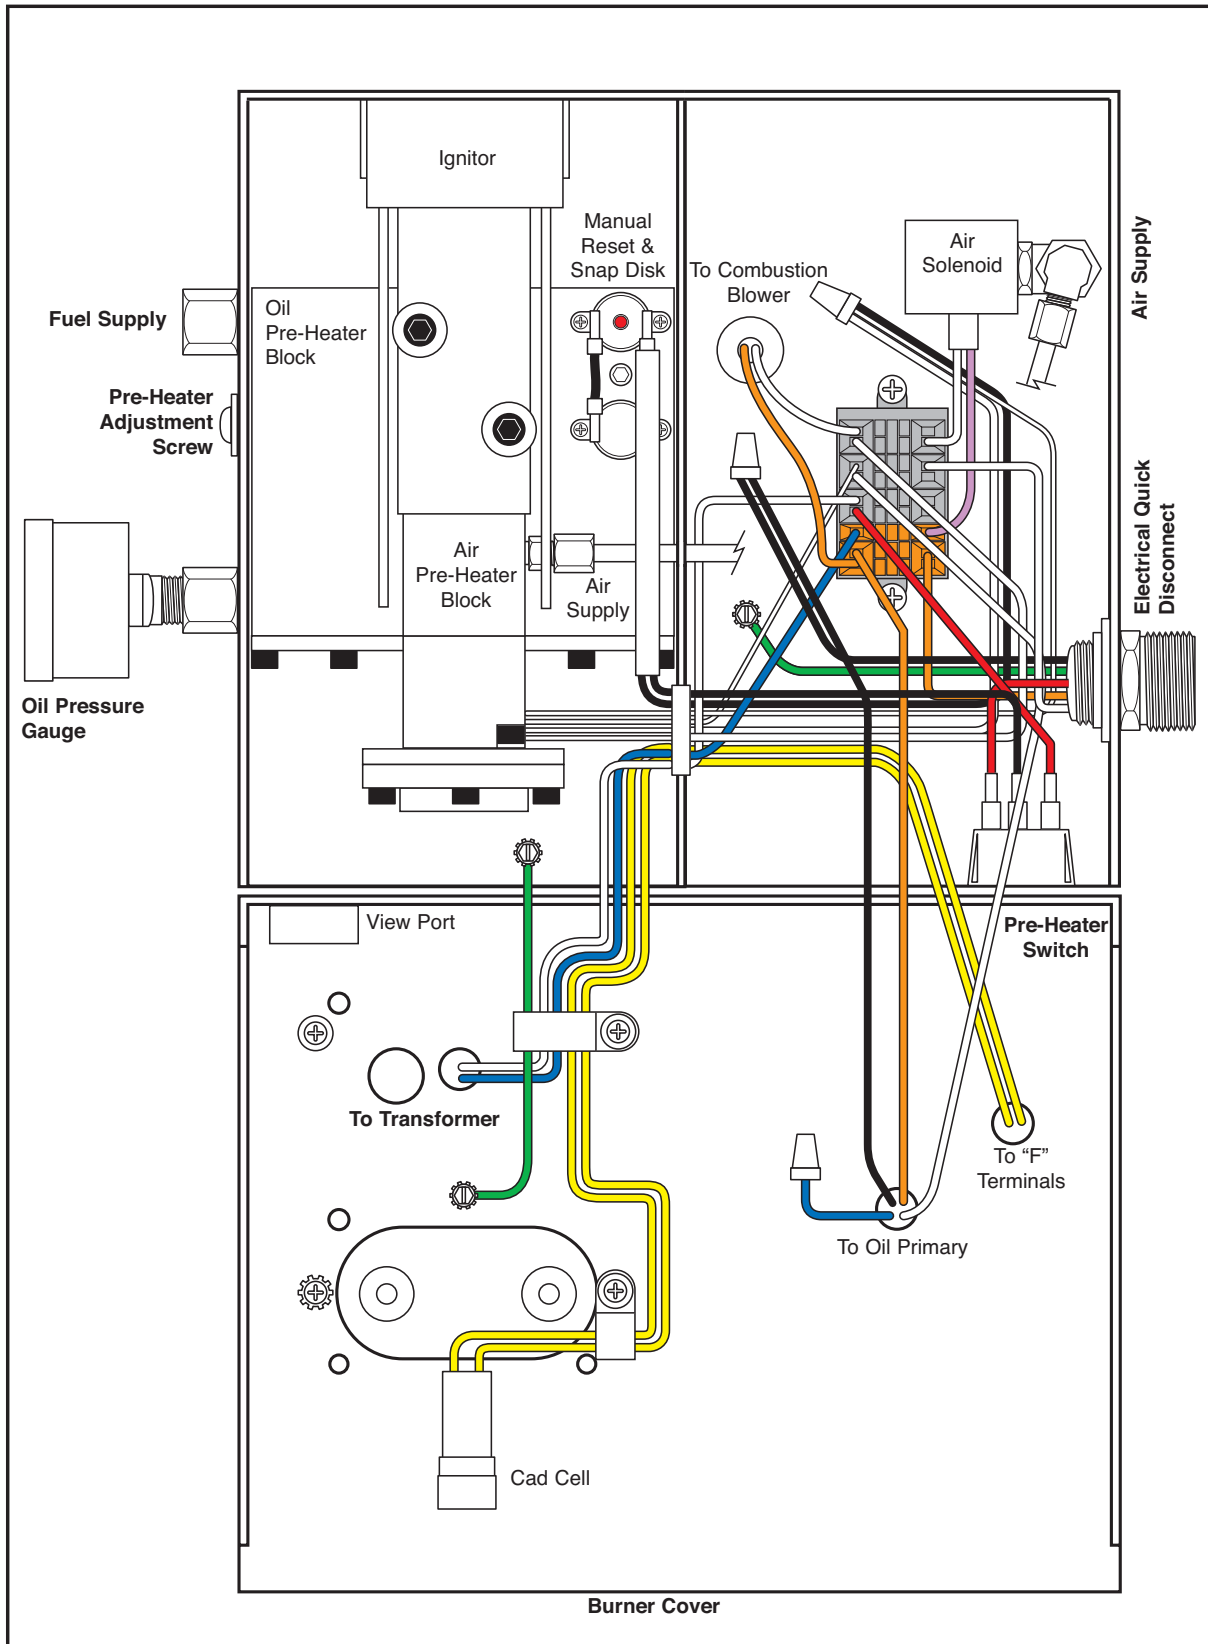 Ignitor
Manual
Reset &
Snap Disk
To Combustion
Blower
Air
Solenoid
Air Supply
Fuel Supply
Oil
Pre-Heater
Block
Pre-Heater
Adjustment
Screw
Electrical Quick
Disconnect
Air
Pre-Heater
Block
Air
Supply
Oil Pressure
Gauge
View Port
Pre-Heater
Switch
To Transformer
To “F”
Terminals
To Oil Primary
Cad Cell
Burner Cover